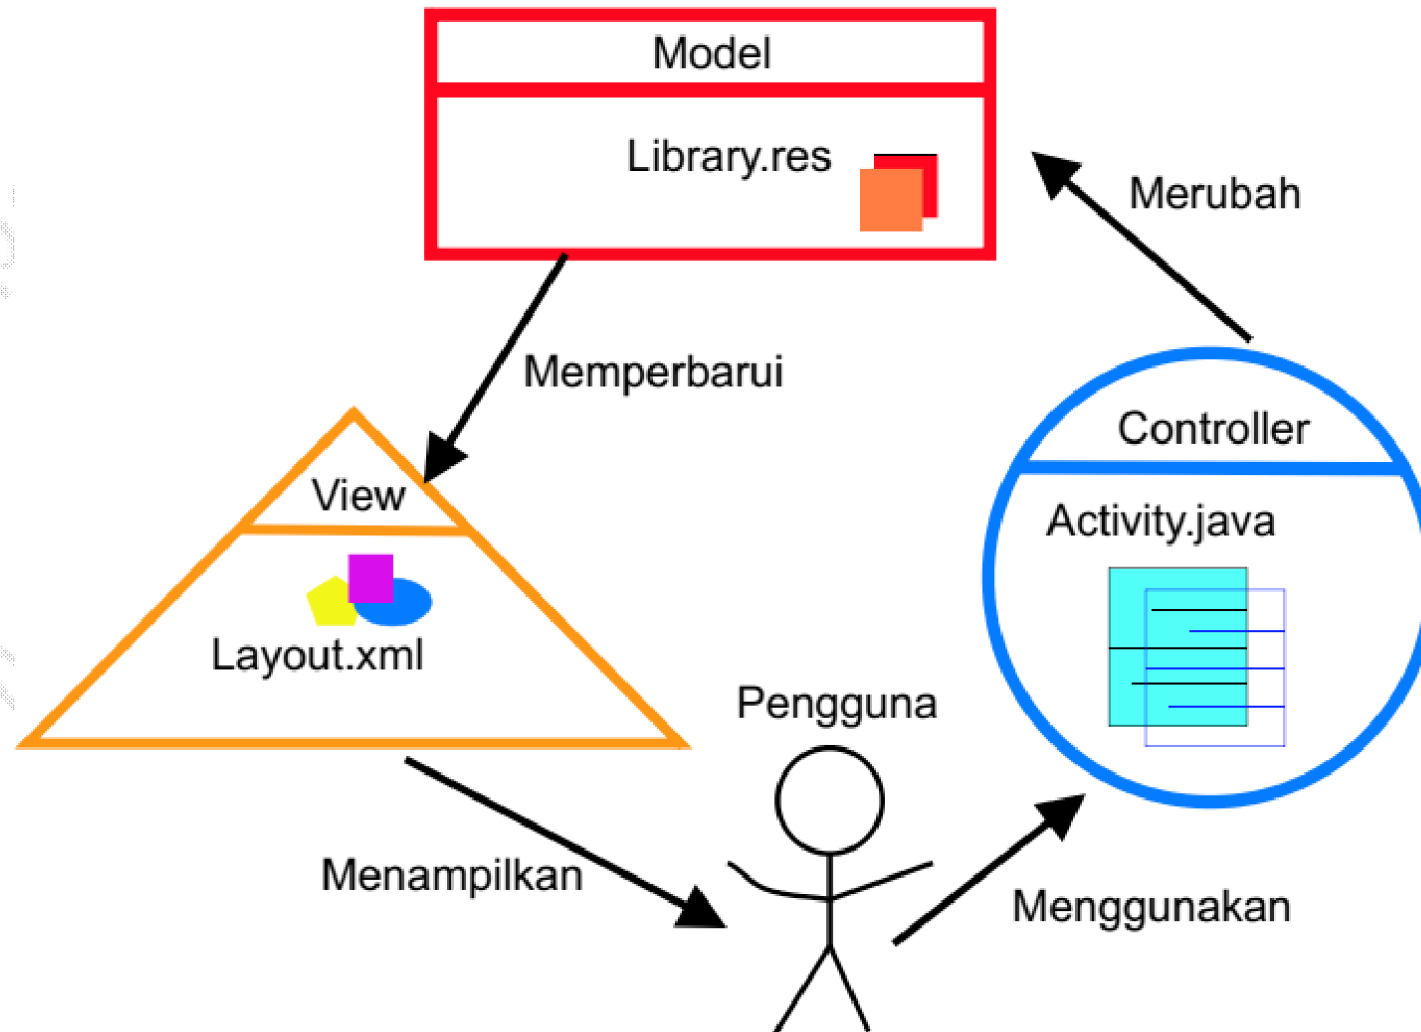 Model
Library.res
Merubah
Memperbarui
Controller
View
Activity.java
Layout.xml
Pengguna
Menampilkan
Menggunakan